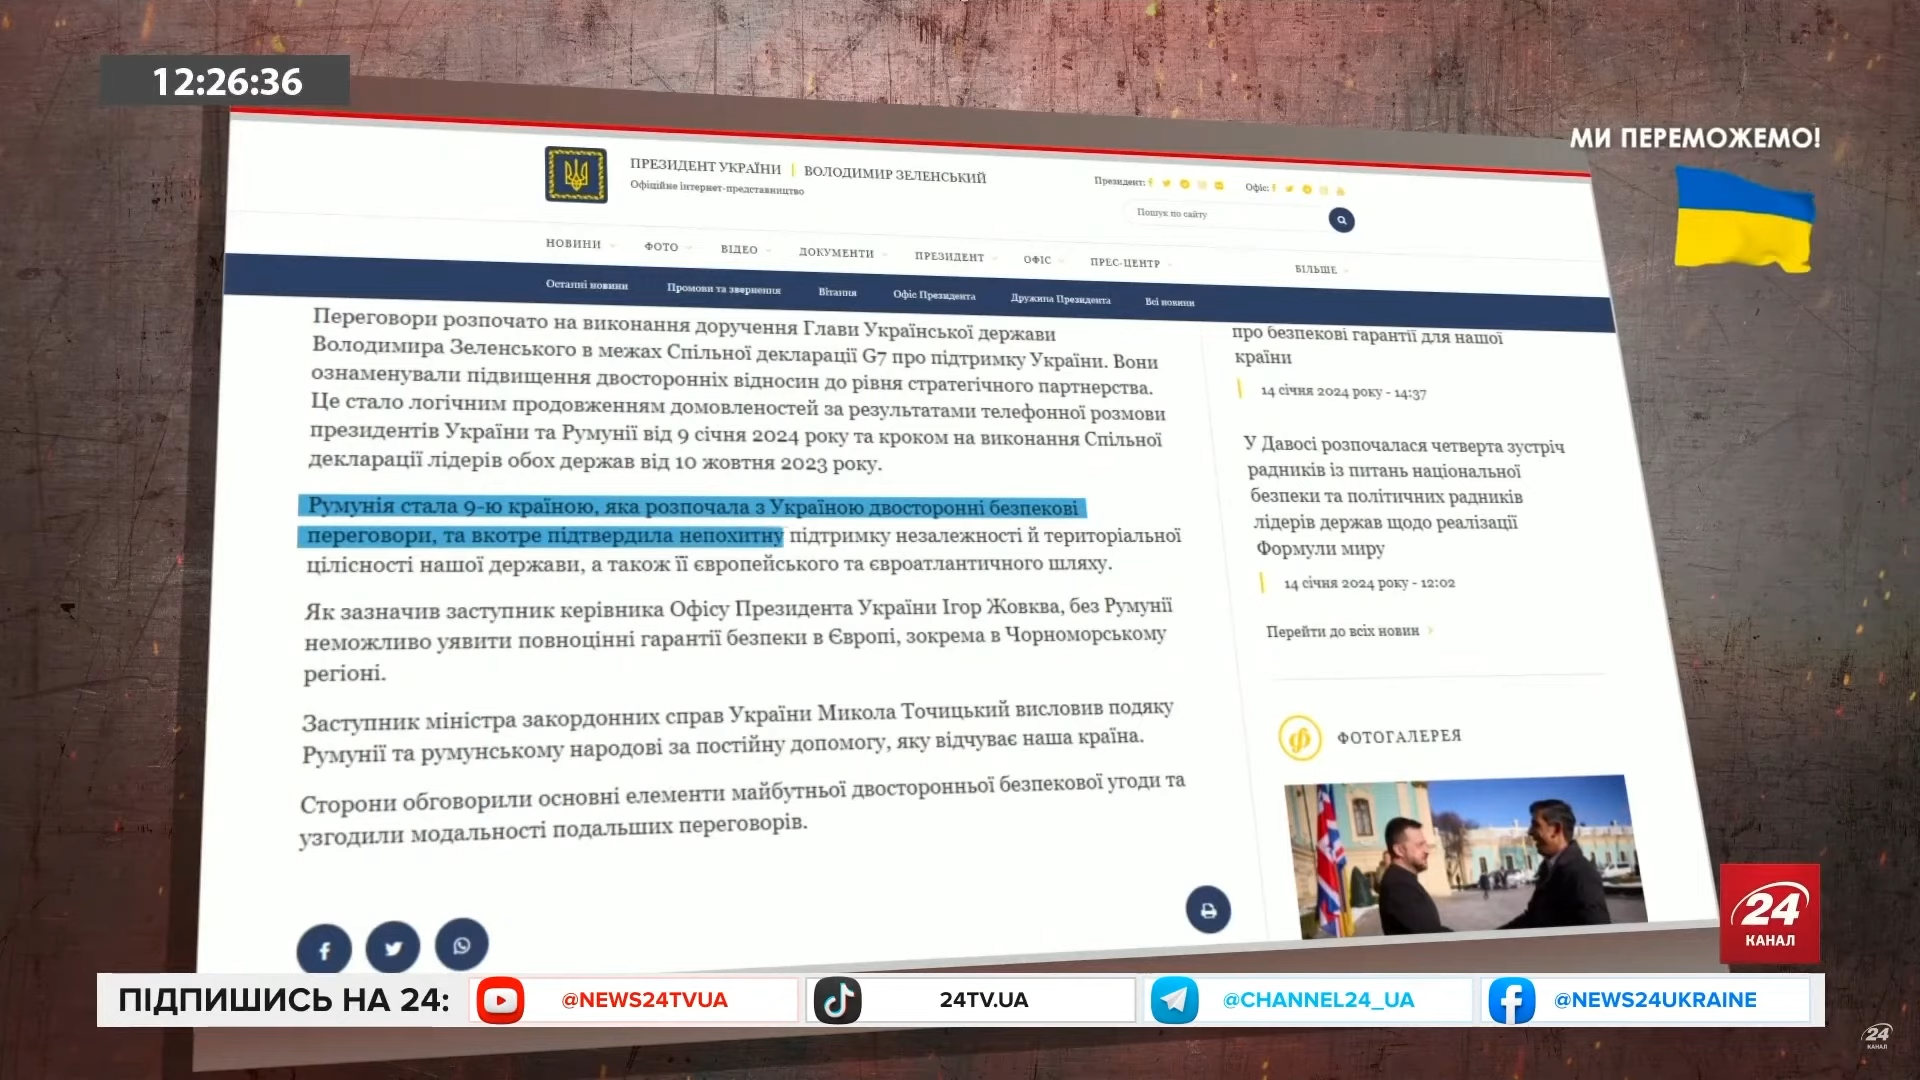 12:26:36
МИ ПЕРЕМОЖЕМО!
ПРЕЗИДЕНТ УКРАЇНИ | ВОЛОДИМИР ЗЕЛЕНСЬКИЙ
Офіційне інтернет-представництво
Президент:
Офіс:
Пошук по сайту
НОВИНИ ФОТО ВІДЕО ДОКУМЕНТИ ПРЕЗИДЕНТ ОФІС ПРЕС-ЦЕНТР БІЛЬШЕ
Останні новини Промови та звернення Вітання Офіс Президента Дружина Президента Всі новини
Переговори розпочато на виконання доручення Глави Української держави
Володимира Зеленського в межах Спільної декларації G7 про підтримку України. Вони
ознаменували підвищення двосторонніх відносин до рівня стратегічного партнерства.
Це стало логічним продовженням домовленостей за результатами телефонної розмови
президентів України та Румунії від 9 січня 2024 року та кроком на виконання Спільної
декларації лідерів обох держав від 10 жовтня 2023 року.
Румунія стала 9-ю країною, яка розпочала з Україною двосторонні безпекові
переговори, та вкотре підтвердила непохитну підтримку незалежності й територіальної
цілісності нашої держави, а також її європейського та євроатлантичного шляху.
Як зазначив заступник керівника Офісу Президента України Ігор Жовква, без Румунії
неможливо уявити повноцінні гарантії безпеки в Європі, зокрема в Чорноморському
регіоні.
Заступник міністра закордонних справ України Микола Точицький висловив подяку
Румунії та румунському народові за постійну допомогу, яку відчуває наша країна.
Сторони обговорили основні елементи майбутньої двосторонньої безпекової угоди та
узгодили модальності подальших переговорів.
про безпекові гарантії для нашої
країни
14 січня 2024 року - 14:37
У Давосі розпочалася четверта зустріч
радників із питань національної
безпеки та політичних радників
лідерів держав щодо реалізації
Формули миру
14 січня 2024 року - 12:02
Перейти до всіх новин
ФОТОГАЛЕРЕЯ
24
КАНАЛ
ПІДПИШИСЬ НА 24: @NEWS24TVUA 24TV.UA @CHANNEL24_UA @NEWS24UKRAINE
24
КАНАЛ